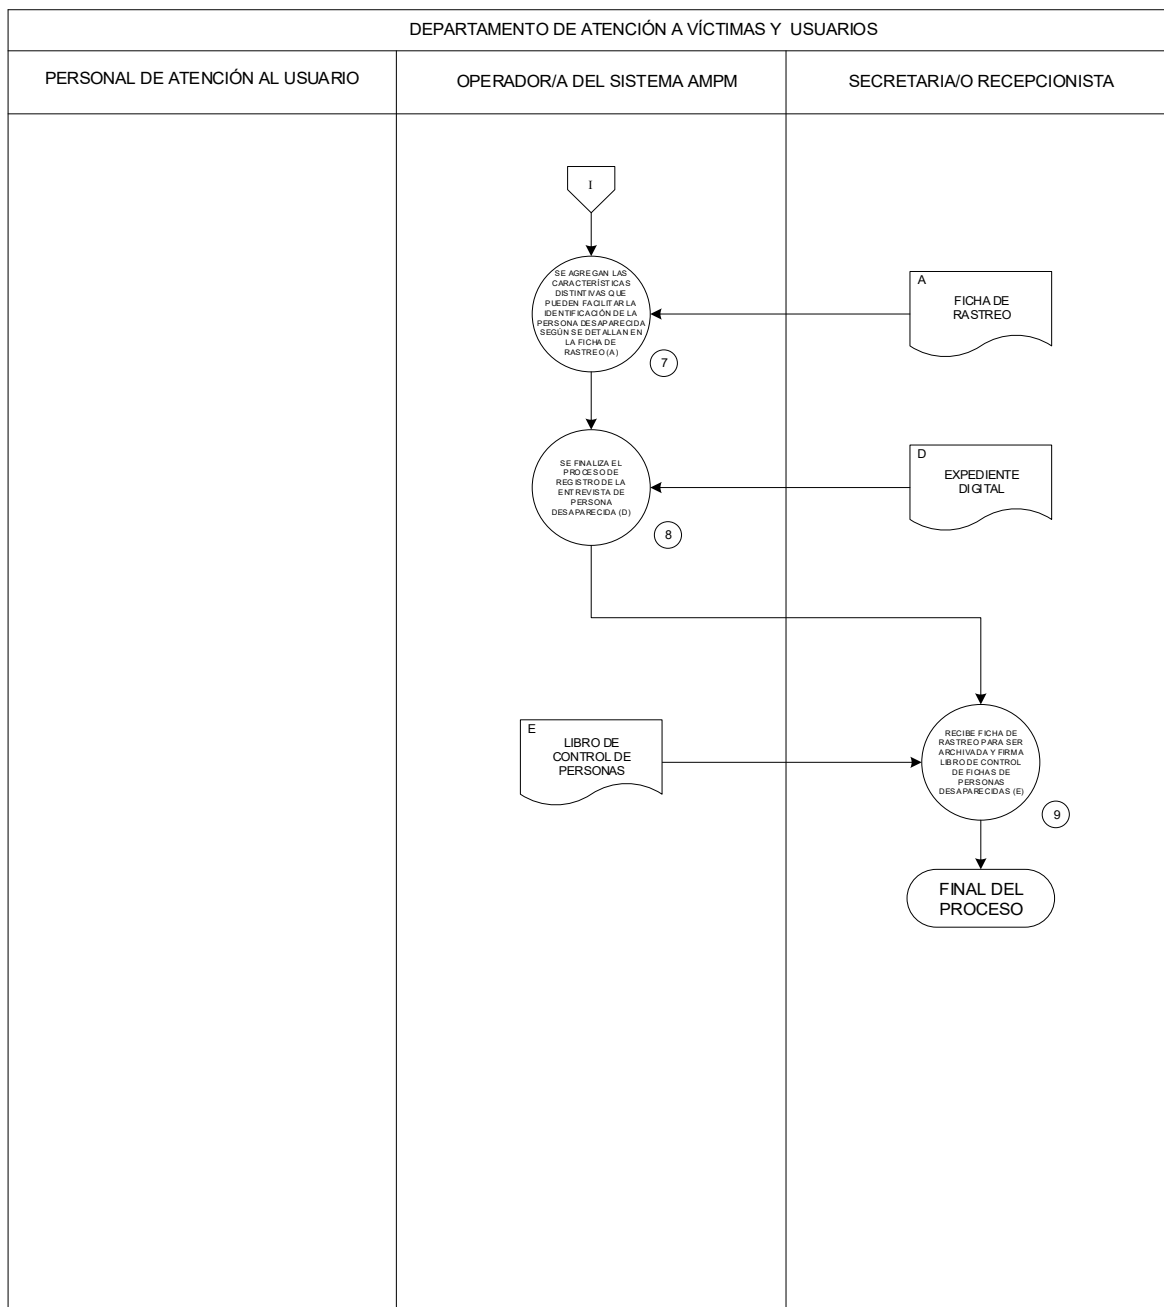 DEPARTAMENTO DE ATENCIÓN A VÍCTIMAS Y USUARIOS
PERSONAL DE ATENCIÓN AL USUARIO
OPERADOR/A DEL SISTEMA AMPM
SECRETARIA/O RECEPCIONISTA
I
SE AGREGAN LAS
CARACTERÍSTICAS
DISTINTIVAS QUE
PUEDEN FACILITAR LA
IDENTIFICACIÓN DE LA
PERSONA DESAPARECIDA
SEGÚN SE DETALLAN EN
LA FICHA DE
RASTREO (A)
7
A
FICHA DE
RASTREO
SE FINALIZA EL
PROCESO DE
REGISTRO DE LA
ENTREVISTA DE
PERSONA
DESAPARECIDA (D)
8
D
EXPEDIENTE
DIGITAL
E
LIBRO DE
CONTROL DE
PERSONAS
RECIBE FICHA DE
RASTREO PARA SER
ARCHIVADA Y FIRMA
LIBRO DE CONTROL
DE FICHAS DE
PERSONAS
DESAPARECIDAS (E)
9
FINAL DEL
PROCESO